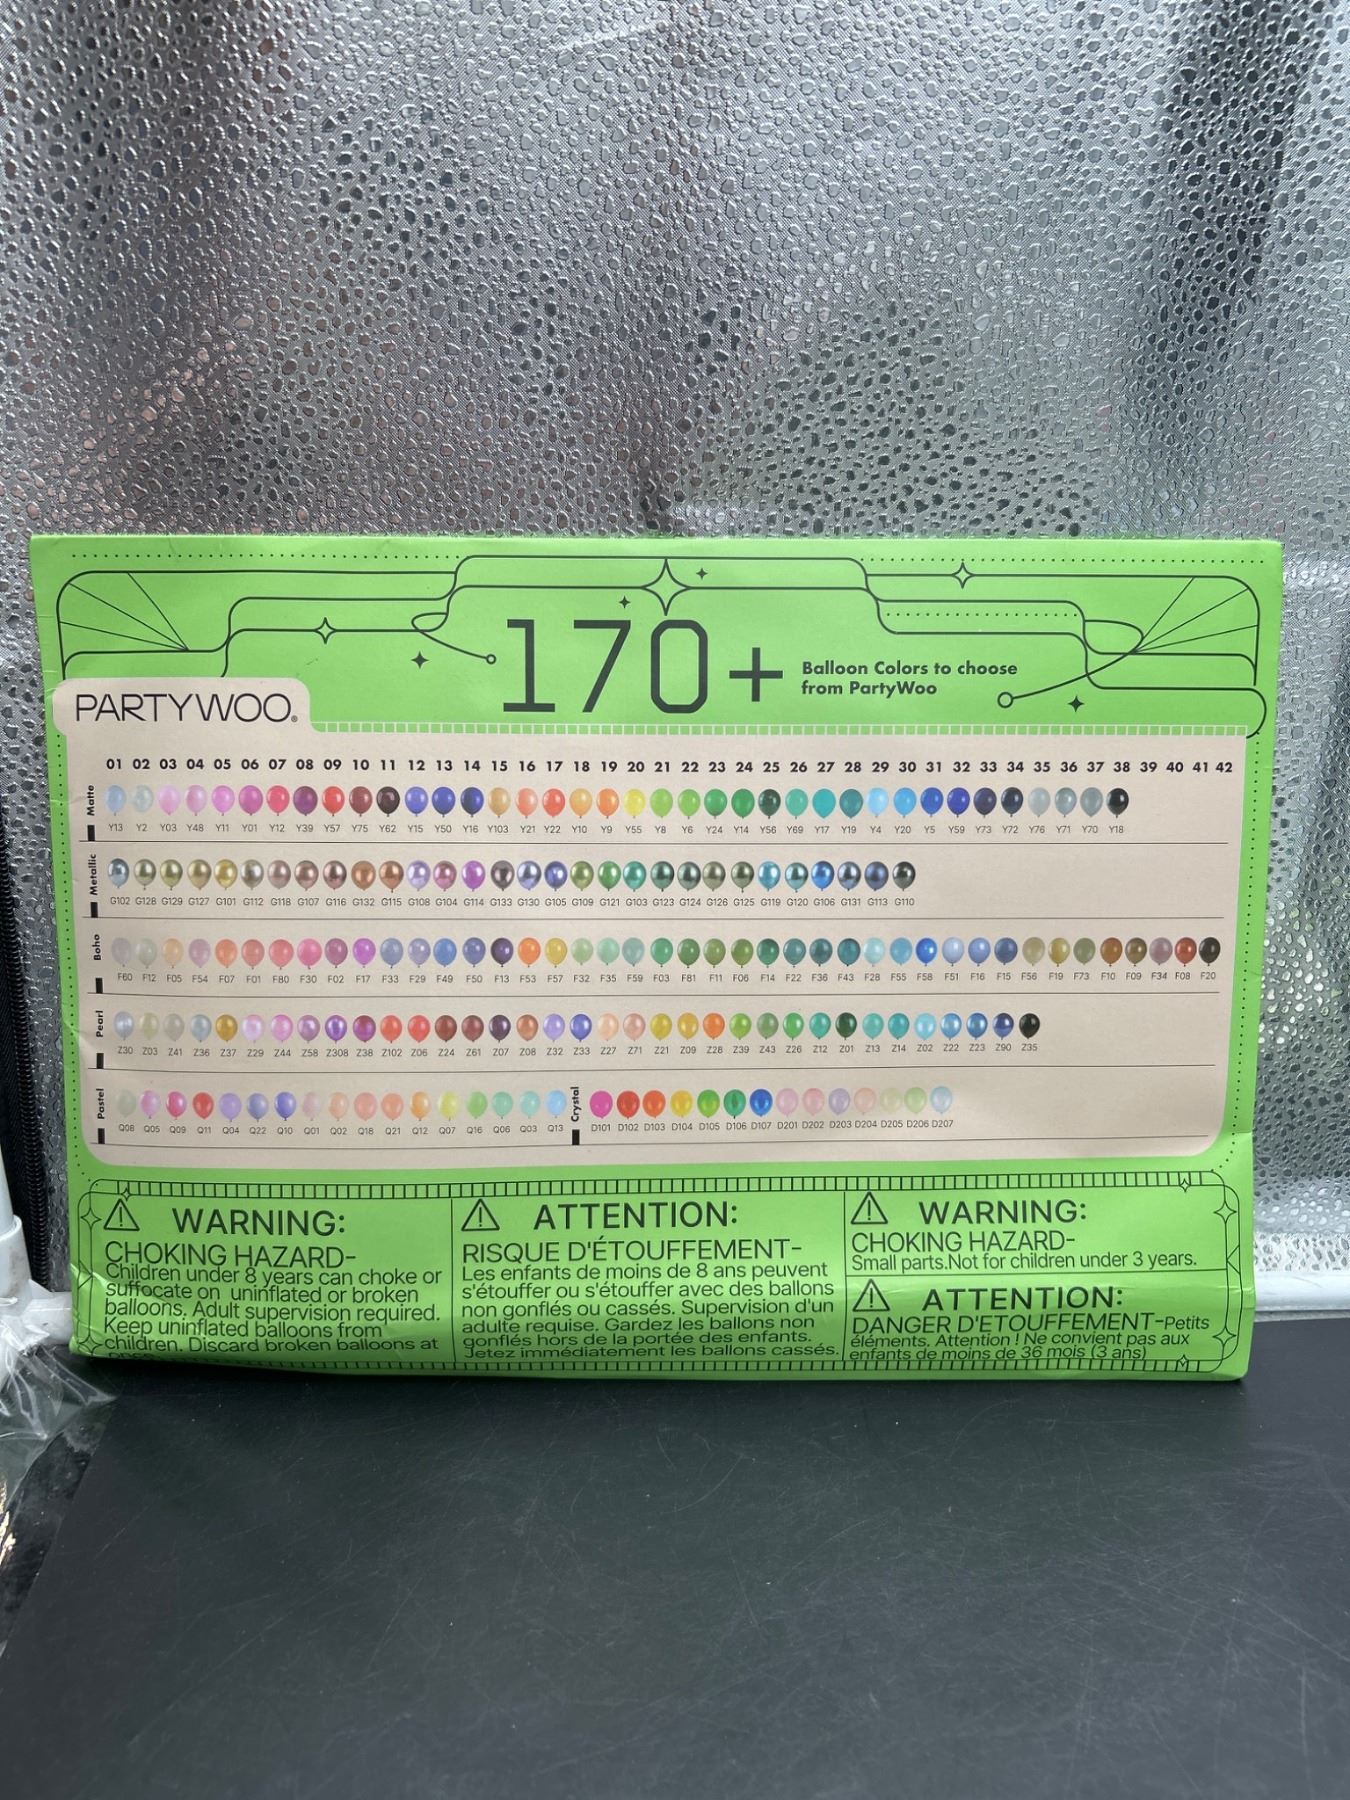 170+
Balloon Colors to choose
from PartyWoo
PARTYWOO®
01 02 03 04 05 06 07 08 09 10 11 12 13 14 15 16 17 18 19 20 21 22 23 24 25 26 27 28 29 30 31 32 33 34 35 36 37 38 39 40 41 42
Matte
Y13 Y2 Y03 Y48 Y11 Y01 Y12 Y39 Y57 Y75 Y62 Y15 Y50 Y16 Y103 Y21 Y22 Y10 Y9 Y55 Y8 Y6 Y24 Y14 Y56 Y69 Y17 Y19 Y4 Y20 Y5 Y59 Y73 Y72 Y76 Y71 Y70 Y18
Metallic
G102 G128 G129 G127 G101 G112 G118 G107 G116 G132 G115 G108 G104 G114 G133 G130 G105 G109 G121 G103 G123 G124 G126 G125 G119 G120 G106 G131 G113 G110
Boho
F60 F12 F05 F54 F07 F01 F80 F30 F02 F17 F33 F29 F49 F50 F13 F53 F57 F32 F35 F59 F03 F81 F11 F06 F14 F22 F36 F43 F28 F55 F58 F51 F16 F15 F56 F19 F73 F10 F09 F34 F08 F20
Pearl
Z30 Z03 Z41 Z36 Z37 Z29 Z44 Z58 Z308 Z38 Z102 Z06 Z24 Z61 Z07 Z08 Z32 Z33 Z27 Z71 Z21 Z09 Z28 Z39 Z43 Z26 Z12 Z01 Z13 Z14 Z02 Z22 Z23 Z90 Z35
Pastel
Q08 Q05 Q09 Q11 Q04 Q22 Q10 Q01 Q02 Q18 Q21 Q12 Q07 Q16 Q06 Q03 Q13
Crystal
D101 D102 D103 D104 D105 D106 D107 D201 D202 D203 D204 D205 D206 D207
WARNING:
CHOKING HAZARD-
Children under 8 years can choke or
suffocate on uninflated or broken
balloons. Adult supervision required.
Keep uninflated balloons from
children. Discard broken balloons at
ATTENTION:
RISQUE D'ÉTOUFFEMENT-
Les enfants de moins de 8 ans peuvent
s'étouffer ou s'étouffer avec des ballons
non gonflés ou cassés. Supervision d'un
adulte requise. Gardez les ballons non
gonflés hors de la portée des enfants.
Jetez immédiatement les ballons cassés.
WARNING:
CHOKING HAZARD-
Small parts.Not for children under 3 years.
ATTENTION:
DANGER D'ETOUFFEMENT-Petits
éléments. Attention ! Ne convient pas aux
enfants de moins de 36 mois (3 ans)